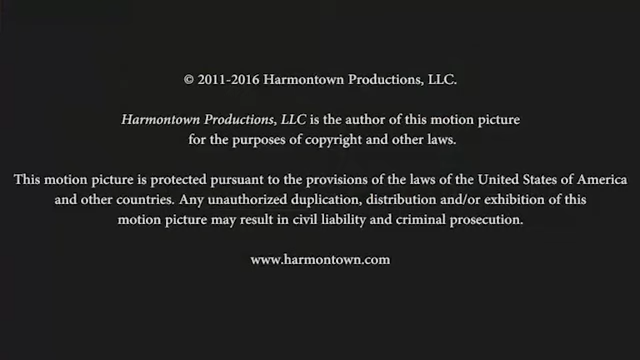 © 2011-2016 Harmontown Productions, LLC.
Harmontown Productions, LLC is the author of this motion picture
for the purposes of copyright and other laws.
This motion picture is protected pursuant to the provisions of the laws of the United States of America
and other countries. Any unauthorized duplication, distribution and/or exhibition of this
motion picture may result in civil liability and criminal prosecution.
www.harmontown.com